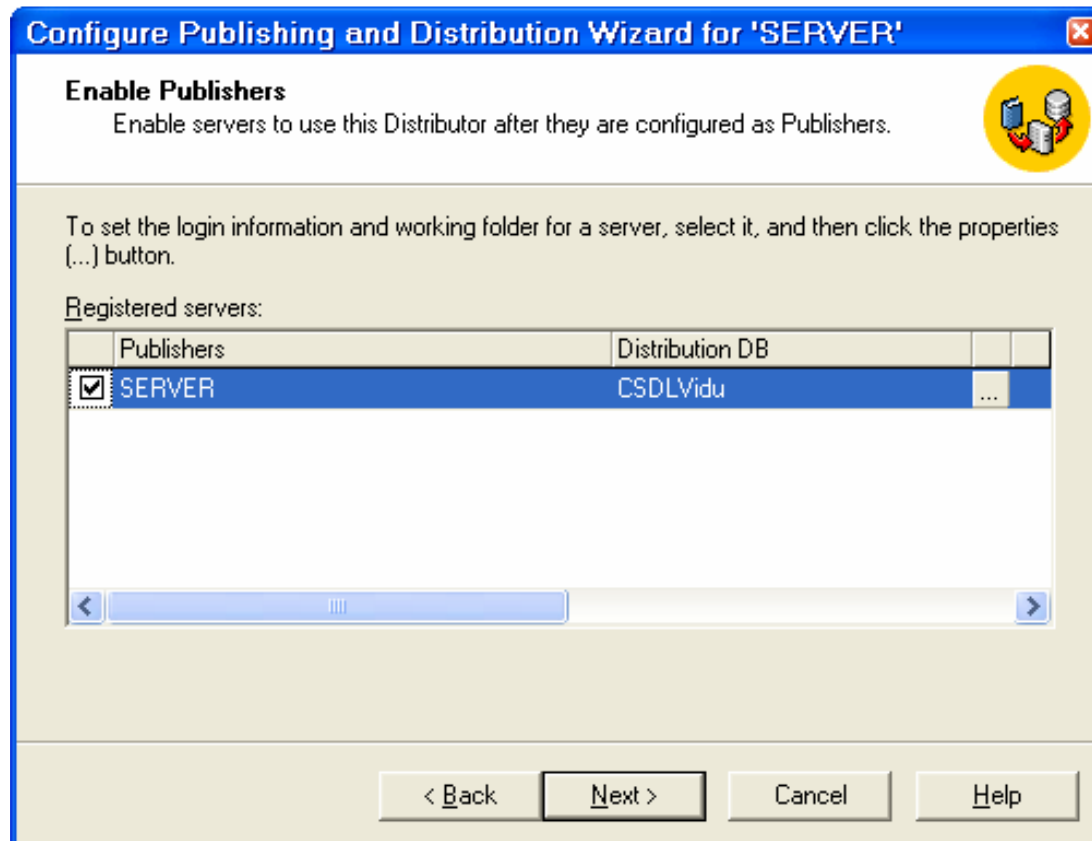 Configure Publishing and Distribution Wizard for 'SERVER'
Enable Publishers
Enable servers to use this Distributor after they are configured as Publishers.
To set the login information and working folder for a server, select it, and then click the properties
(...) button.
Registered servers:
Publishers Distribution DB
SERVER CSDLVidu ...
< Back Next > Cancel Help